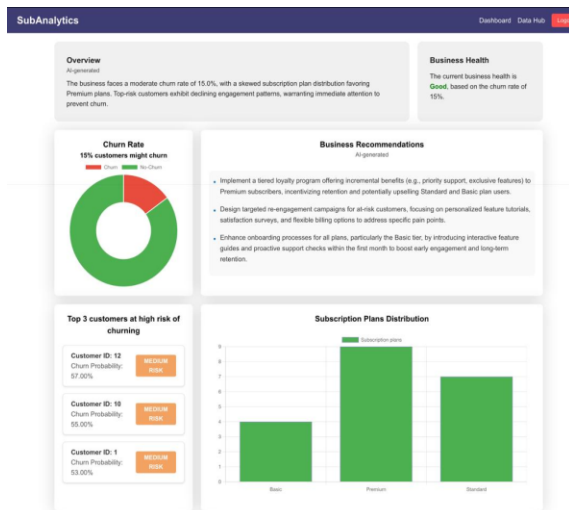 SubAnalytics
Dashboard Data Hub
Overview
AI-generated
The business faces a moderate churn rate of 15.0%, with a skewed subscription plan distribution favoring
Premium plans. Top-risk customers exhibit declining engagement patterns, warranting immediate attention to
prevent churn.
Business Health
The current business health is
Good, based on the churn rate of
15%.
Churn Rate
15% customers might churn
Churn No-Churn
Business Recommendations
AI-generated
Implement a tiered loyalty program offering incremental benefits (e.g., priority support, exclusive features) to
Premium subscribers, incentivizing retention and potentially upselling Standard and Basic plan users.
Design targeted re-engagement campaigns for at-risk customers, focusing on personalized feature tutorials,
satisfaction surveys, and flexible billing options to address specific pain points.
Enhance onboarding processes for all plans, particularly the Basic tier, by introducing interactive feature
guides and proactive support checks within the first month to boost early engagement and long-term
retention.
Top 3 customers at high risk of
churning
Customer ID: 12
Churn Probability:
57.00%
MEDIUM
RISK
Customer ID: 10
Churn Probability:
55.00%
MEDIUM
RISK
Customer ID: 1
Churn Probability:
53.00%
MEDIUM
RISK
Subscription Plans Distribution
Subscription plans
9
8
7
6
5
4
3
2
1
0
Basic Premium Standard